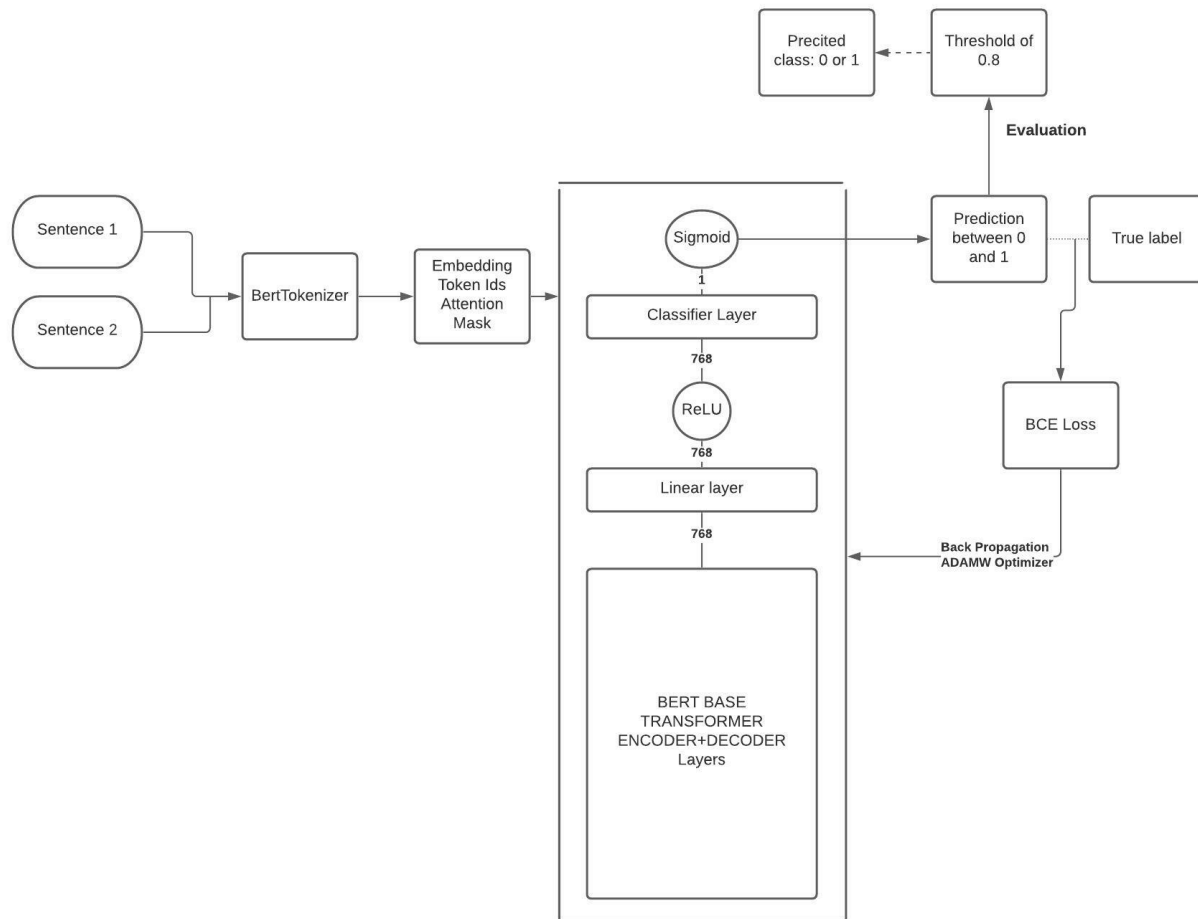 Precited
class: 0 or 1
Threshold of
0.8
Evaluation
Sentence 1
Sentence 2
BertTokenizer
Embedding
Token Ids
Attention
Mask
Sigmoid
1
Classifier Layer
768
ReLU
768
Linear layer
768
BERT BASE
TRANSFORMER
ENCODER+DECODER
Layers
Prediction
between 0
and 1
True label
BCE Loss
Back Propagation
ADAMW Optimizer